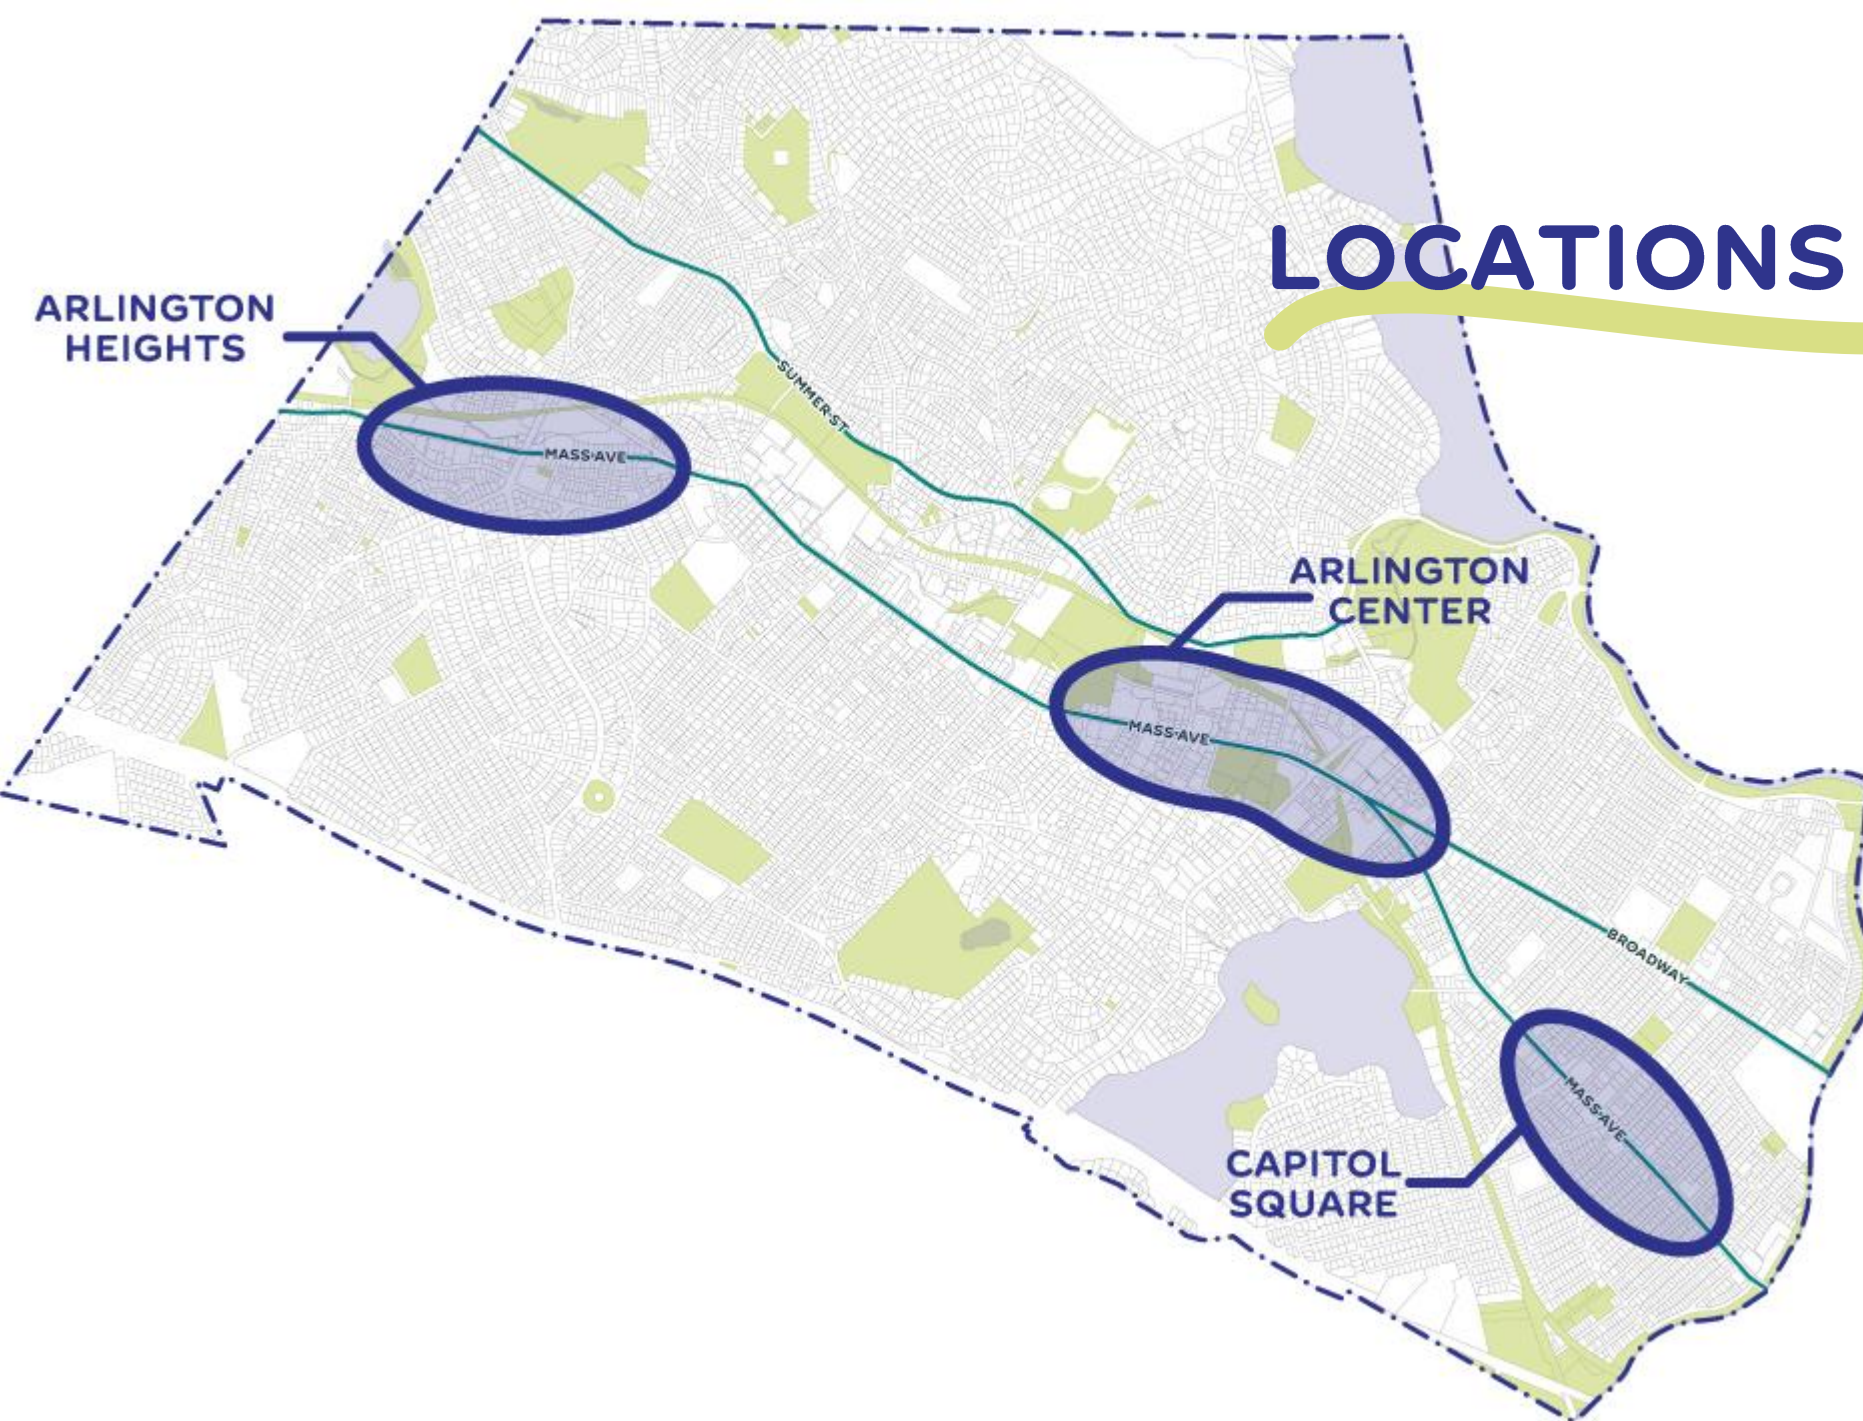 LOCATIONS
ARLINGTON
HEIGHTS
SUMMER ST
MASS AVE
ARLINGTON
CENTER
MASS AVE
BROADWAY
MASS AVE
CAPITOL
SQUARE